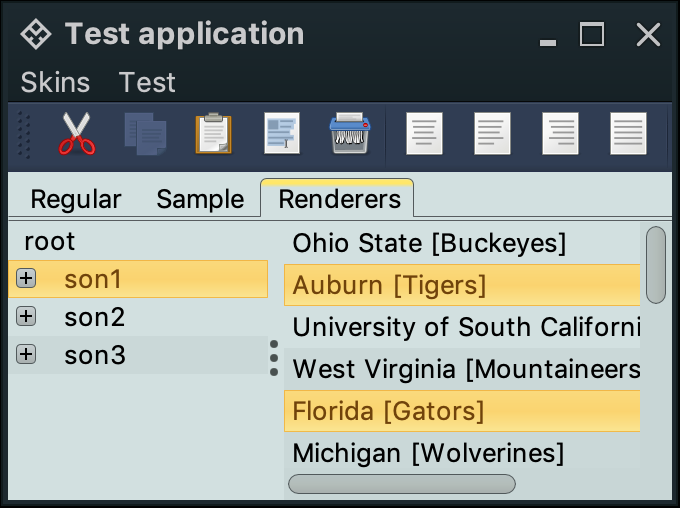 Test application
Skins Test
Regular Sample Renderers
root
son1
son2
son3
Ohio State [Buckeyes]
Auburn [Tigers]
University of South Californi
West Virginia [Mountaineers
Florida [Gators]
Michigan [Wolverines]